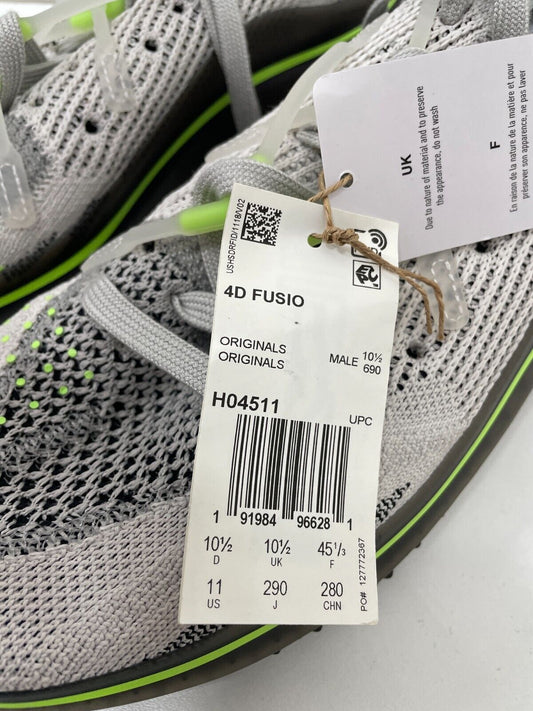 UK
Due to nature of material and to preserve
the appearance, do not wash
F
En raison de la nature de la matière et pour
préserver son apparence, ne pas laver
USHSDRFID/1118/V02
4D FUSIO
ORIGINALS
ORIGINALS
MALE 10½
690
H04511
UPC
1 91984 96628 1
10½ 10½ 45⅓
D UK F
11 290 280
US J CHN
PO# 127772367